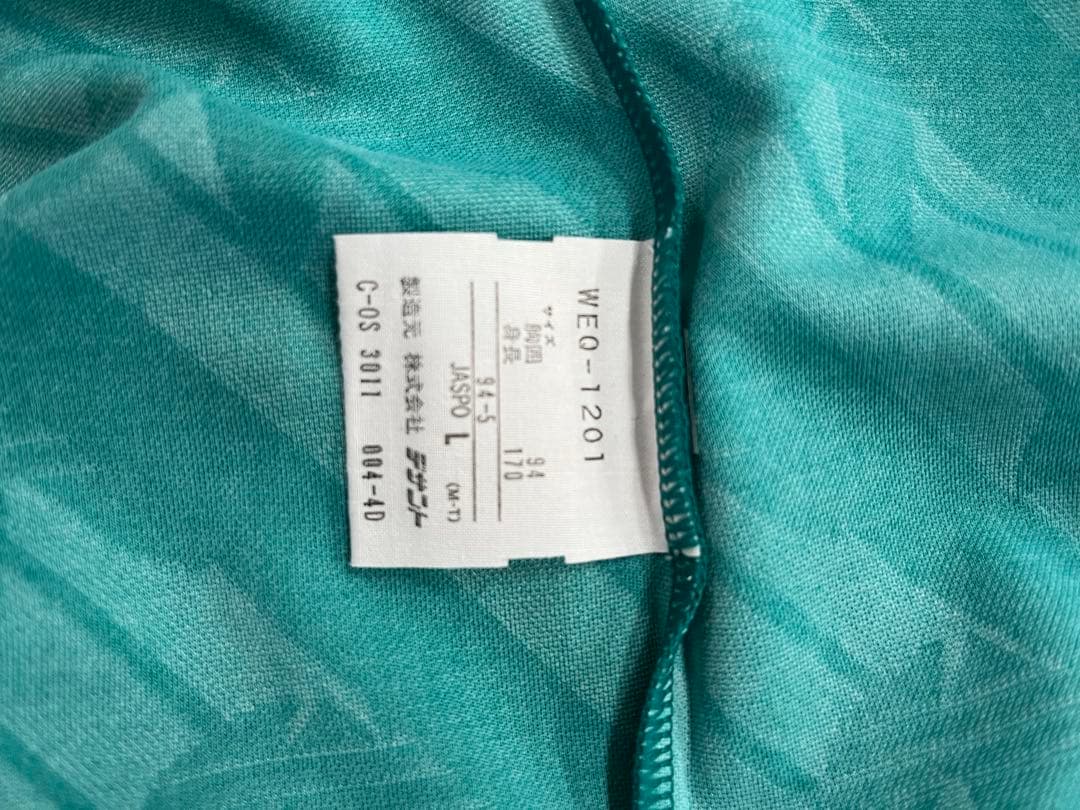 WEQ-1201
サイズ
胸囲 94
身長 170
94-5
JASPO L (M-T)
製造元 株式会社 デサント
C-OS 3011 004-4D